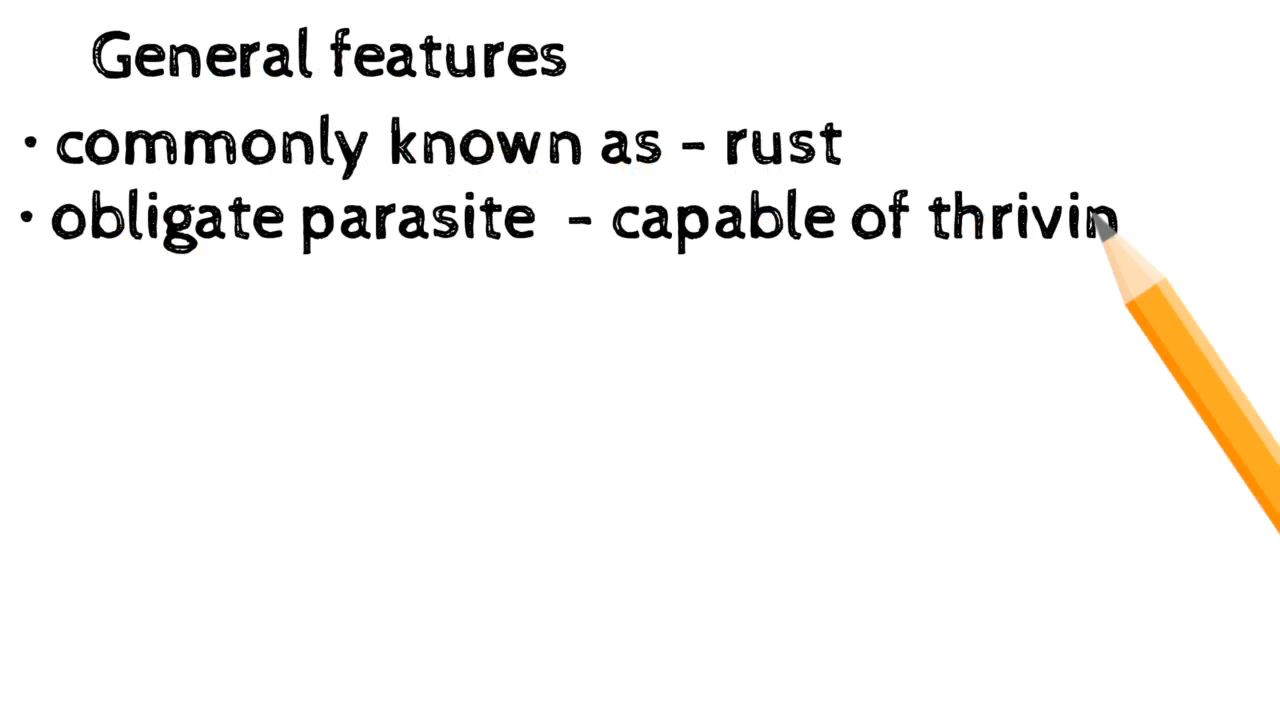 General features
• commonly known as - rust
• obligate parasite - capable of thrivin